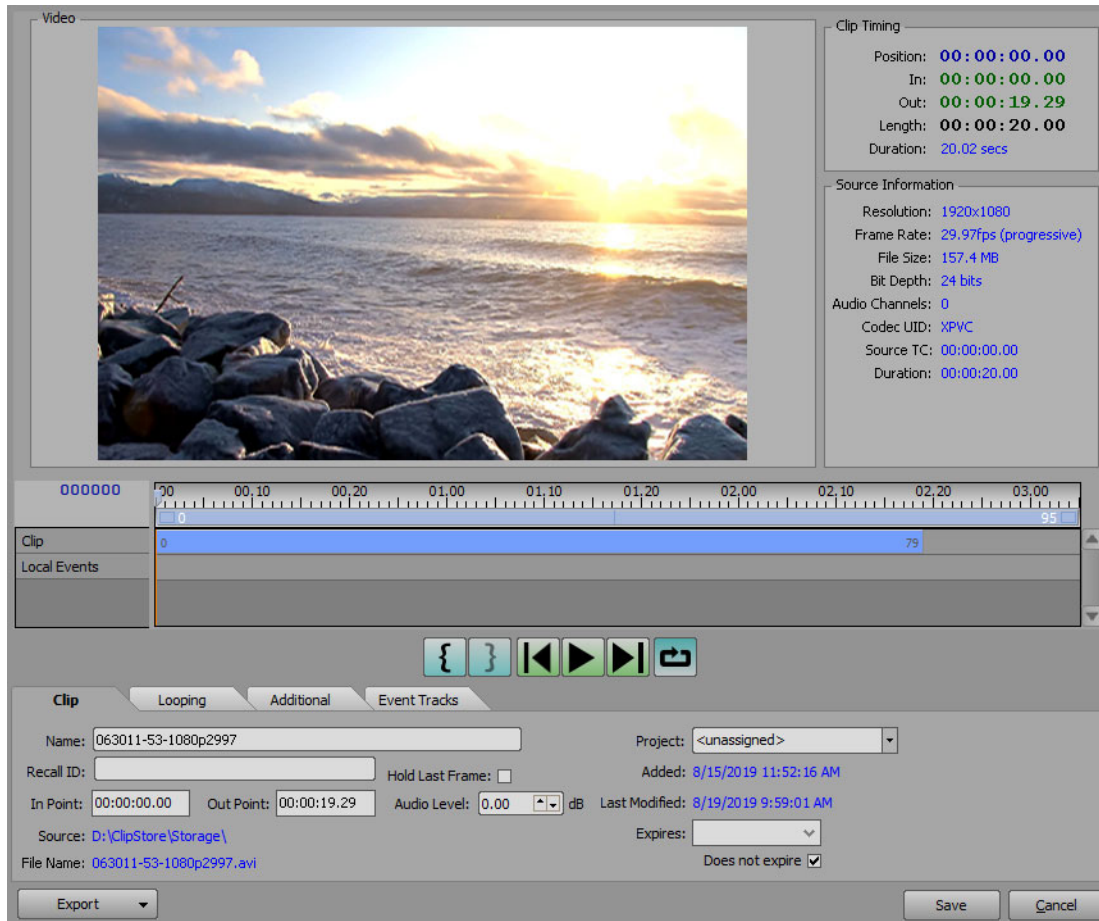 Video
Clip Timing
Position: 00:00:00.00
In: 00:00:00.00
Out: 00:00:19.29
Length: 00:00:20.00
Duration: 20.02 secs
Source Information
Resolution: 1920x1080
Frame Rate: 29.97fps (progressive)
File Size: 157.4 MB
Bit Depth: 24 bits
Audio Channels: 0
Codec UID: XPVC
Source TC: 00:00:00.00
Duration: 00:00:20.00
000000 00 00.10 00.20 01.00 01.10 01.20 02.00 02.10 02.20 03.00
0 95
Clip 0 79
Local Events
{ }
Clip Looping Additional Event Tracks
Name: 063011-53-1080p2997 Project: <unassigned>
Recall ID: Hold Last Frame: Added: 8/15/2019 11:52:16 AM
In Point: 00:00:00.00 Out Point: 00:00:19.29 Audio Level: 0.00 dB Last Modified: 8/19/2019 9:59:01 AM
Source: D:\ClipStore\Storage\ Expires:
File Name: 063011-53-1080p2997.avi Does not expire
Export Save Cancel